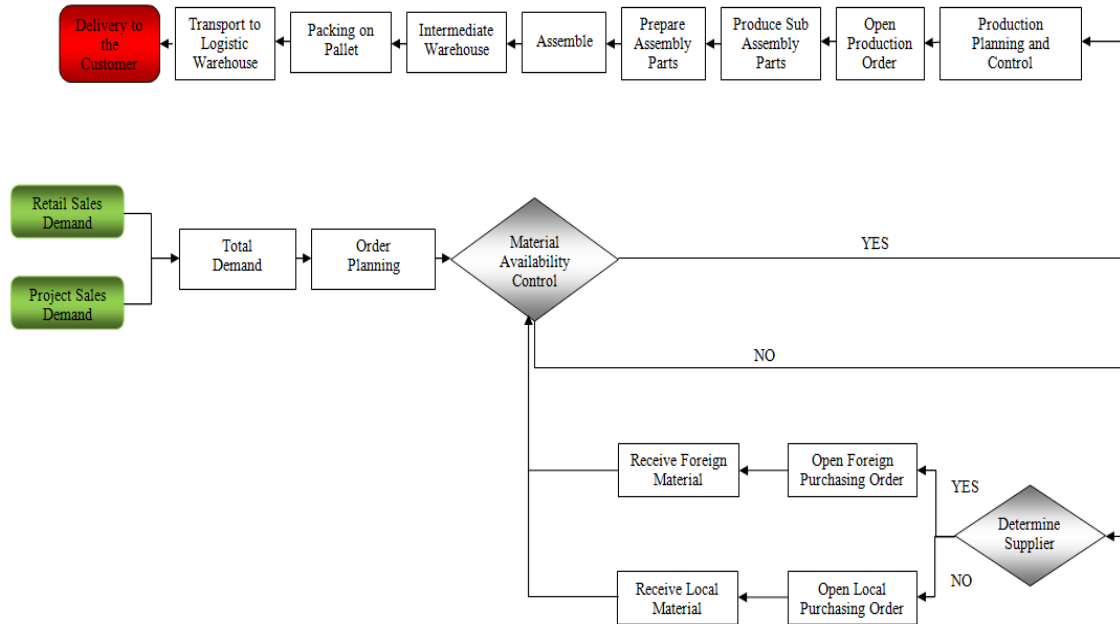 Delivery to
the
Customer
Transport to
Logistic
Warehouse
Packing on
Pallet
Intermediate
Warehouse
Assemble
Prepare
Assembly
Parts
Produce Sub
Assembly
Parts
Open
Production
Order
Production
Planning and
Control
Retail Sales
Demand
Project Sales
Demand
Total
Demand
Order
Planning
Material
Availability
Control
YES
NO
Receive Foreign
Material
Open Foreign
Purchasing Order
YES
Determine
Supplier
NO
Receive Local
Material
Open Local
Purchasing Order